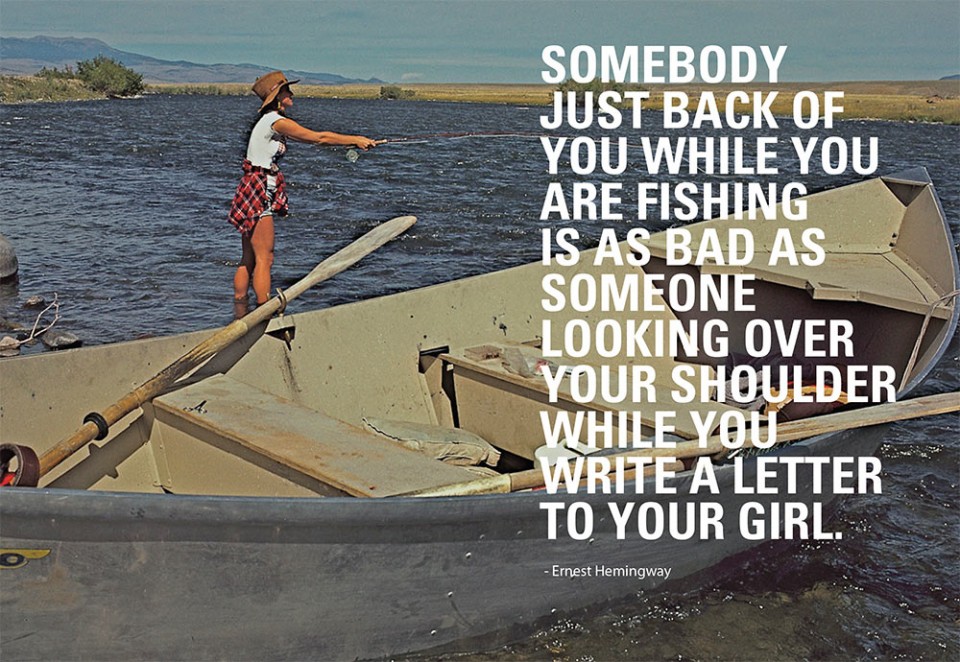 SOMEBODY
JUST BACK OF
YOU WHILE YOU
ARE FISHING
IS AS BAD AS
SOMEONE
LOOKING OVER
YOUR SHOULDER
WHILE YOU
WRITE A LETTER
TO YOUR GIRL.
- Ernest Hemingway